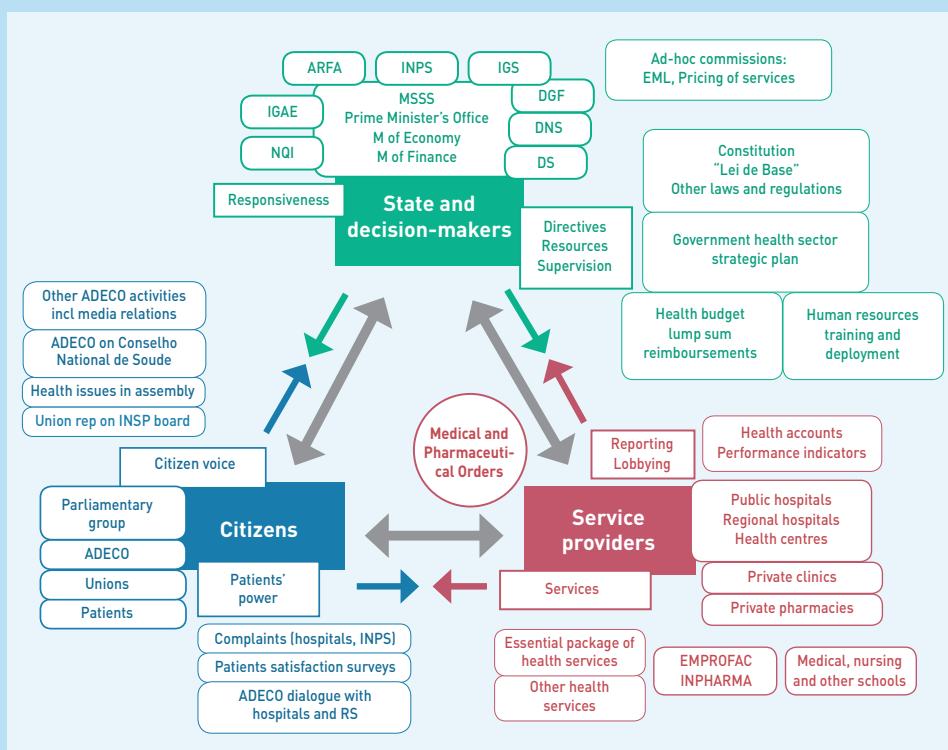 ARFA
INPS
IGS
IGAE
NQI
MSSS
Prime Minister's Office
M of Economy
M of Finance
DGF
DNS
DS
Ad-hoc commissions:
EML, Pricing of services
Responsiveness
State and
decision-makers
Directives
Resources
Supervision
Constitution
"Lei de Base"
Other laws and regulations
Government health sector
strategic plan
Health budget
lump sum
reimbursements
Human resources
training and
deployment
Other ADECO activities
incl media relations
ADECO on Conselho
National de Soude
Health issues in assembly
Union rep on INSP board
Citizen voice
Parliamentary
group
ADECO
Unions
Patients
Citizens
Patients'
power
Complaints (hospitals, INPS)
Patients satisfaction surveys
ADECO dialogue with
hospitals and RS
Medical and
Pharmaceuti-
cal Orders
Reporting
Lobbying
Health accounts
Performance indicators
Service
providers
Public hospitals
Regional hospitals
Health centres
Private clinics
Private pharmacies
Services
Essential package of
health services
Other health
services
EMPROFAC
INPHARMA
Medical, nursing
and other schools